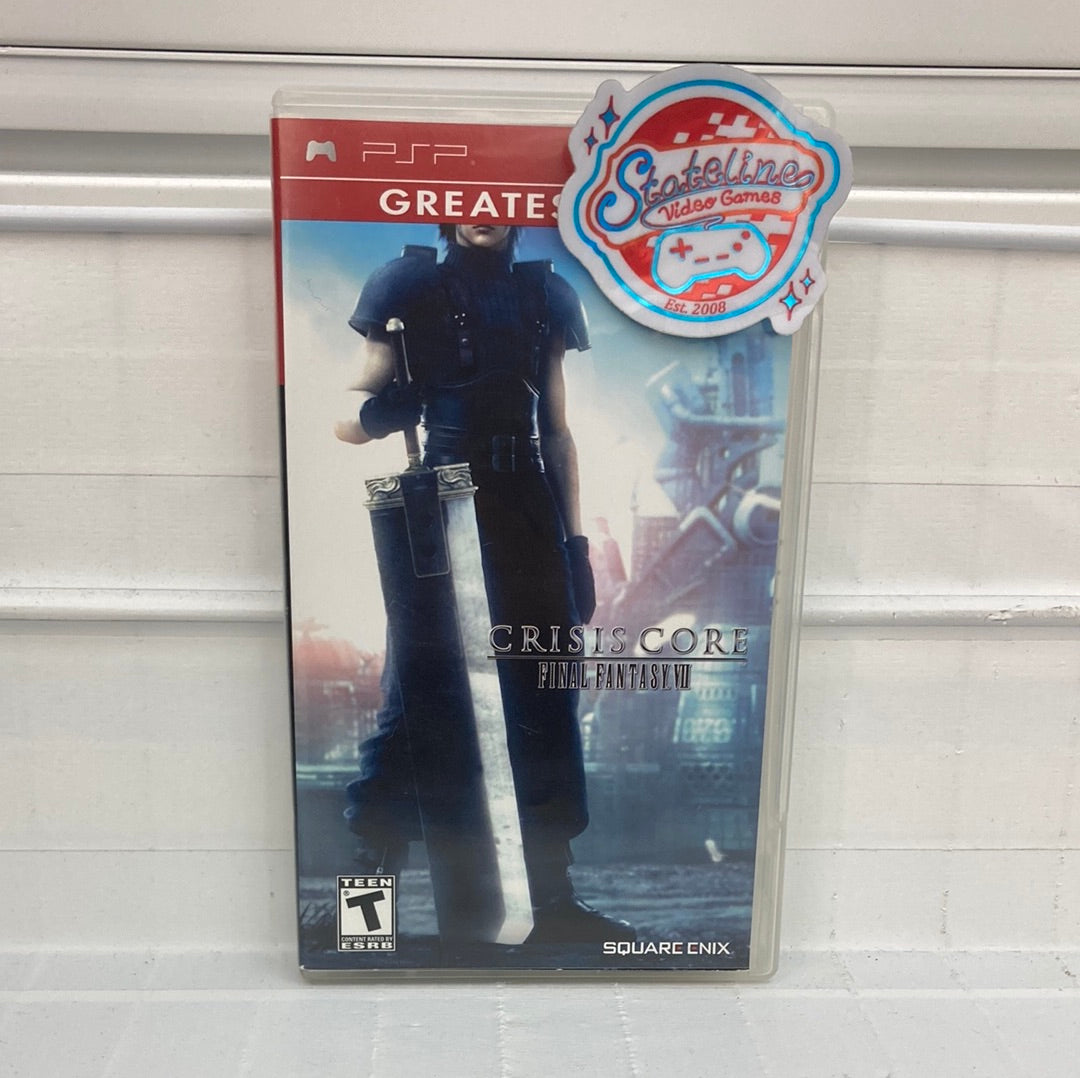 PSP
GREATES
Stateline
Video Games
Est. 2008
CRISIS CORE
FINAL FANTASY VII
TEEN
T
CONTENT RATED BY
ESRB
SQUARE ENIX